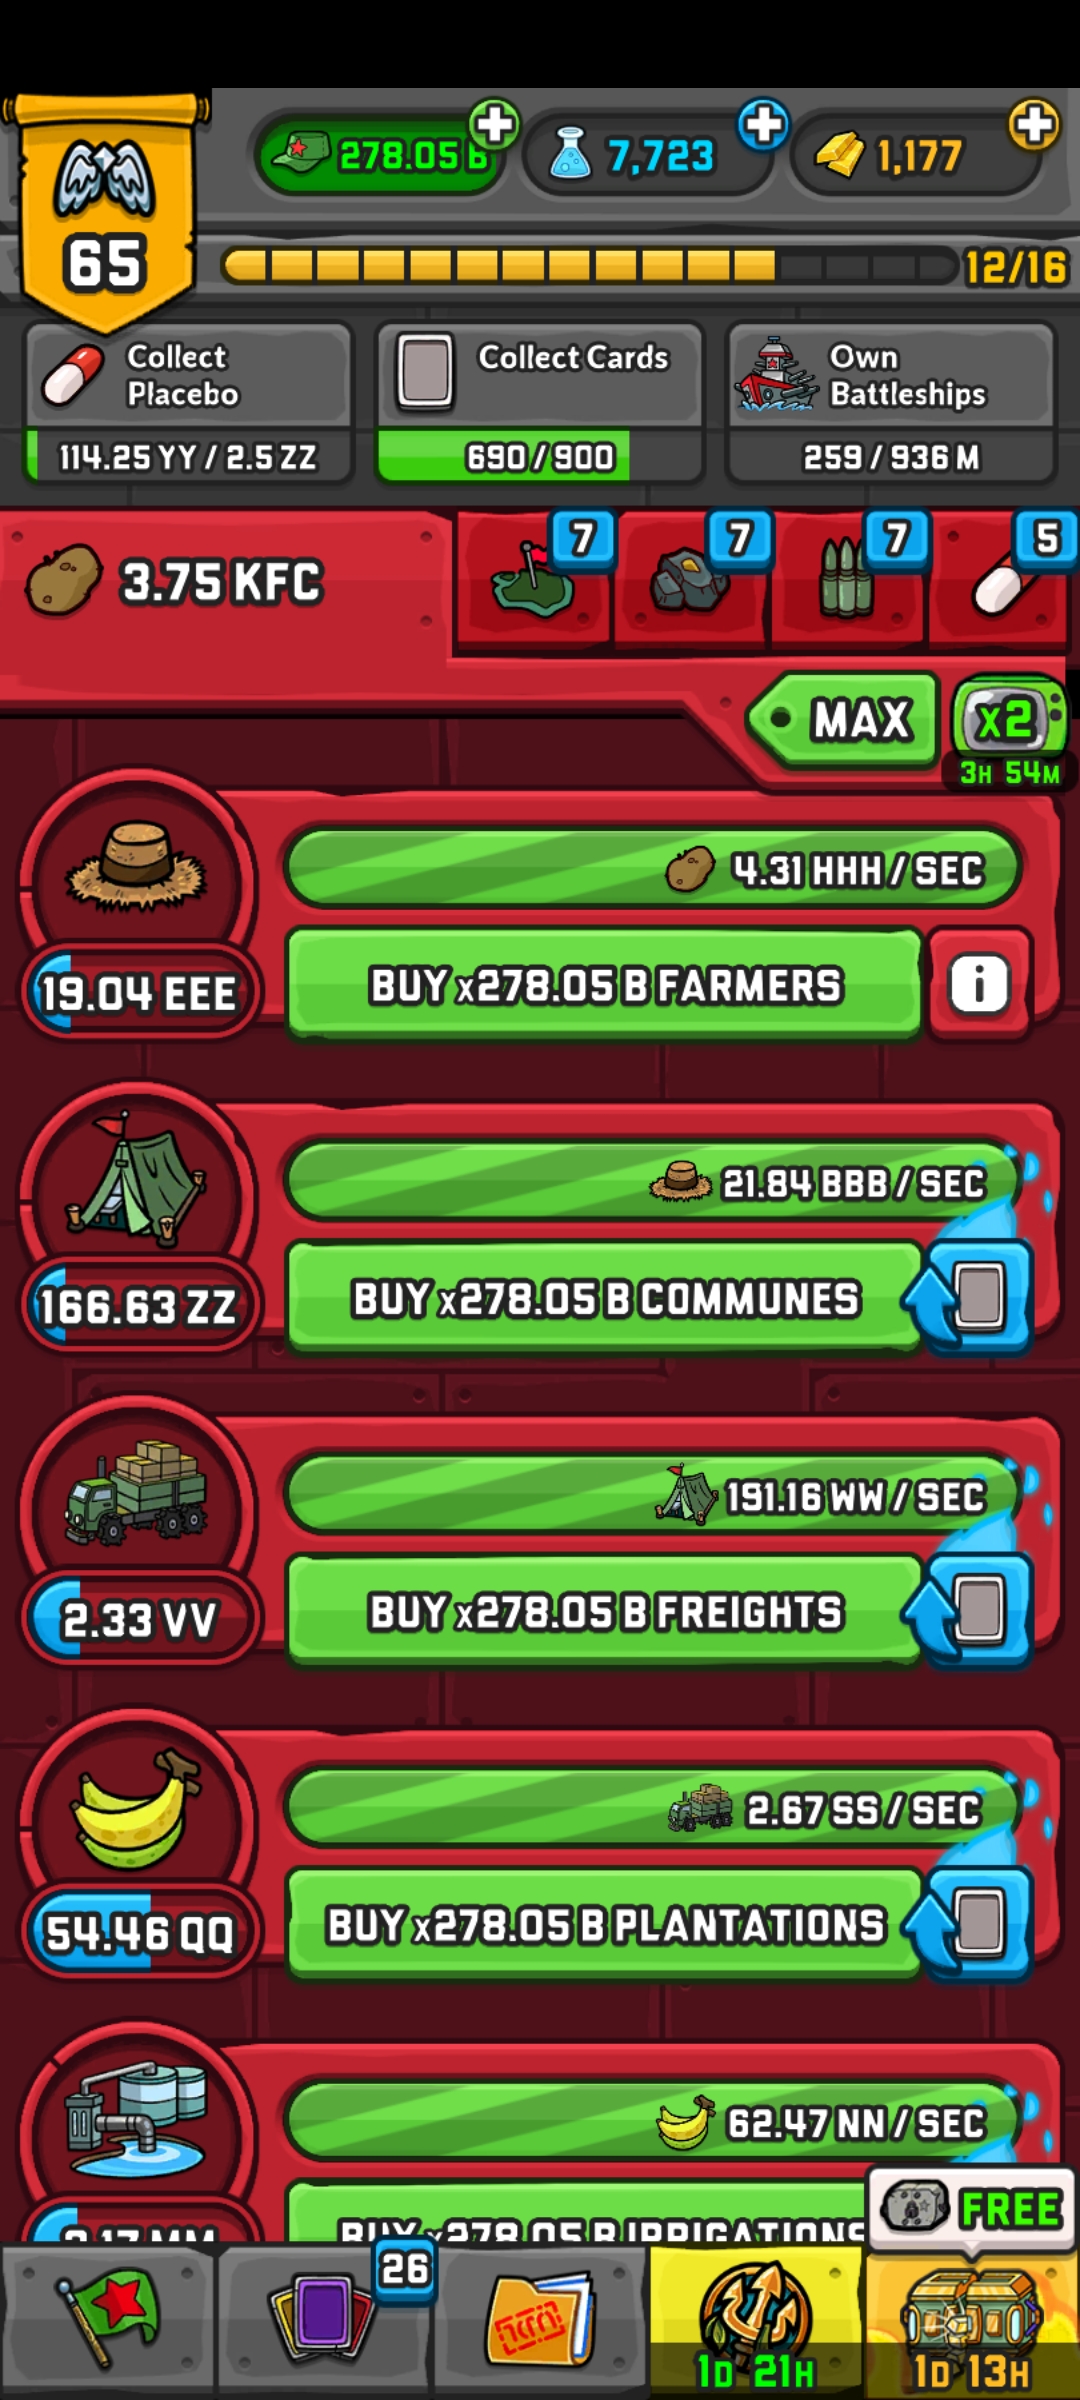 65
278.05 B
7,723
1,177
12/16
Collect
Placebo
114.25 YY / 2.5 ZZ
Collect Cards
690/900
Own
Battleships
259/936 M
3.75 KFC
7
7
7
5
MAX
x2
3H 54M
4.31 HHH / SEC
19.04 EEE
BUY x278.05 B FARMERS
i
21.84 BBB / SEC
166.63 ZZ
BUY x278.05 B COMMUNES
191.16 WW / SEC
2.33 VV
BUY x278.05 B FREIGHTS
2.67 SS / SEC
54.46 QQ
BUY x278.05 B PLANTATIONS
62.47 NN / SEC
BUY x278.05 B IRRIGATIONS
FREE
26
1D 21H
1D 13H